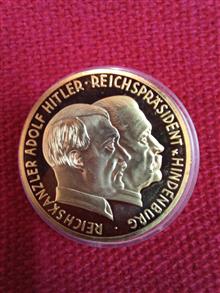 REICHSKANZLER ADOLF HITLER · REICHSPRÄSIDENT v. HINDENBURG ·